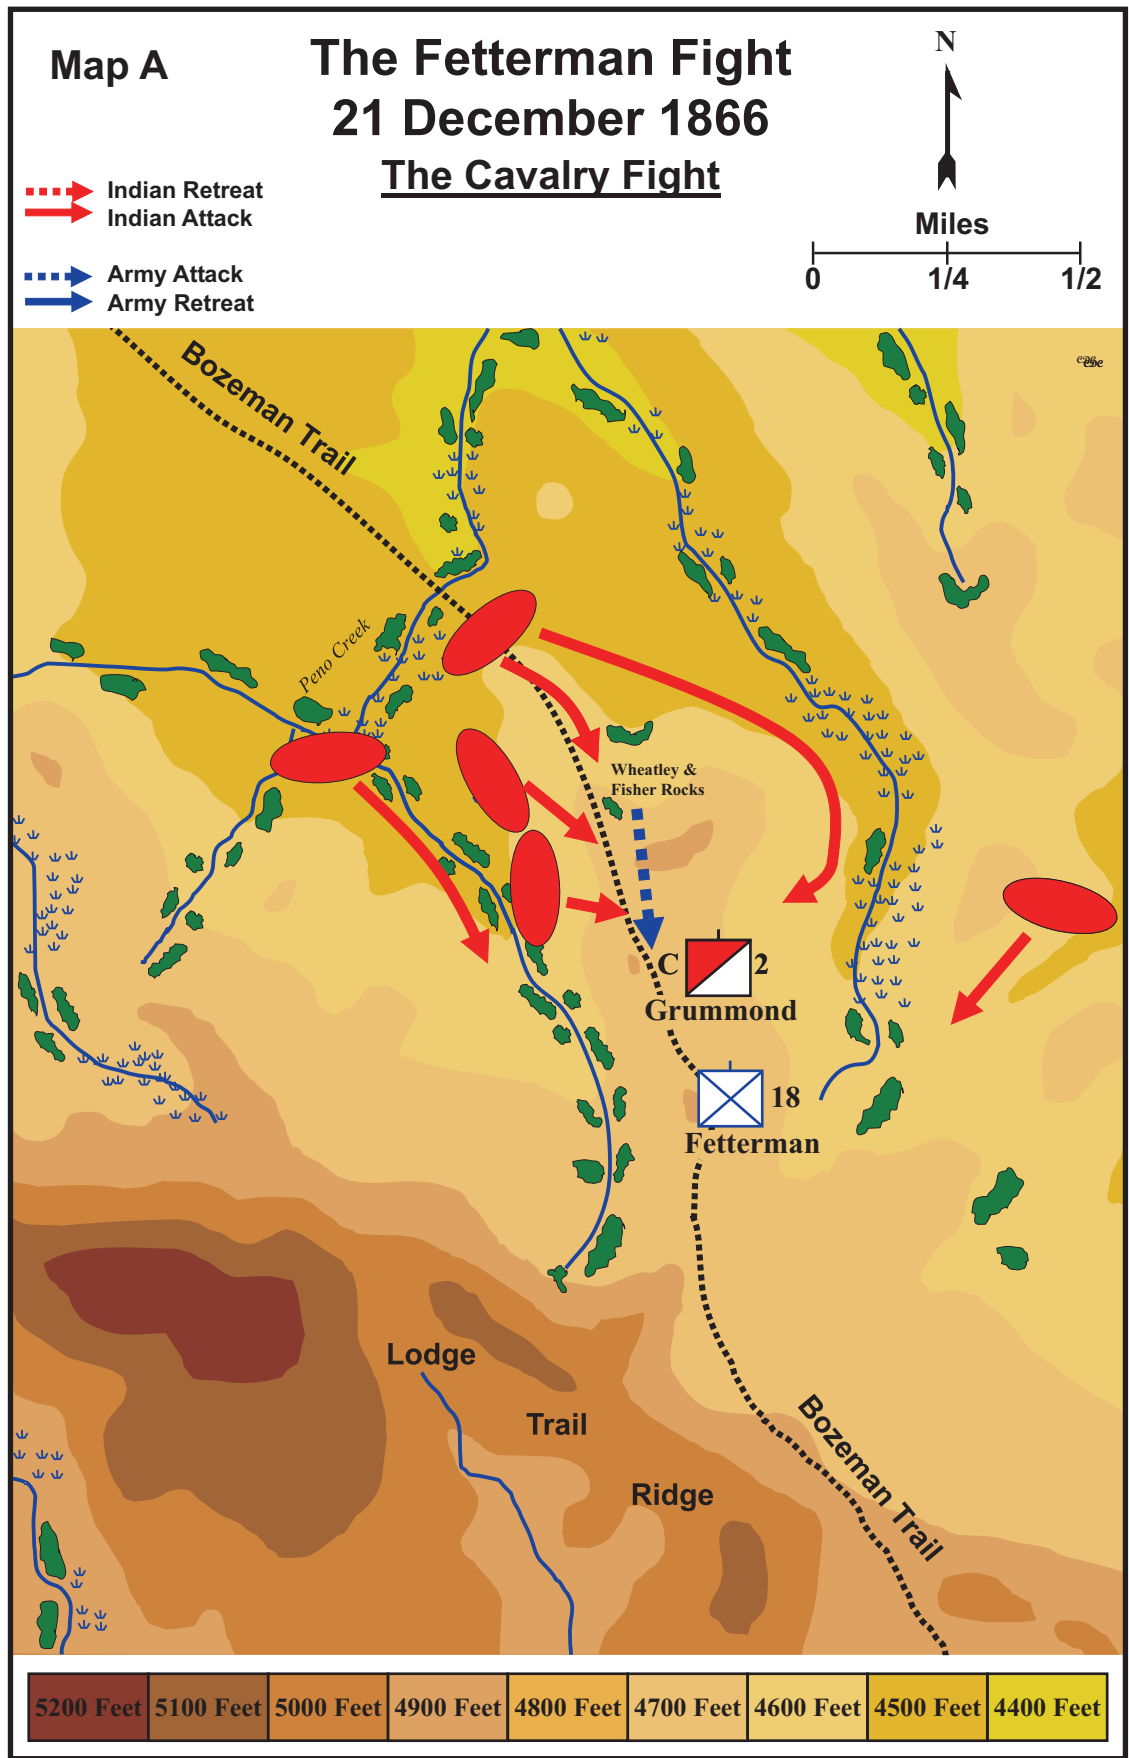 Map A
The Fetterman Fight
21 December 1866
The Cavalry Fight
N
Indian Retreat
Indian Attack
Army Attack
Army Retreat
Miles
0 1/4 1/2
Bozeman Trail
Peno Creek
Wheatley &
Fisher Rocks
C 2
Grummond
18
Fetterman
Lodge
Trail
Ridge
Bozeman Trail
5200 Feet 5100 Feet 5000 Feet 4900 Feet 4800 Feet 4700 Feet 4600 Feet 4500 Feet 4400 Feet